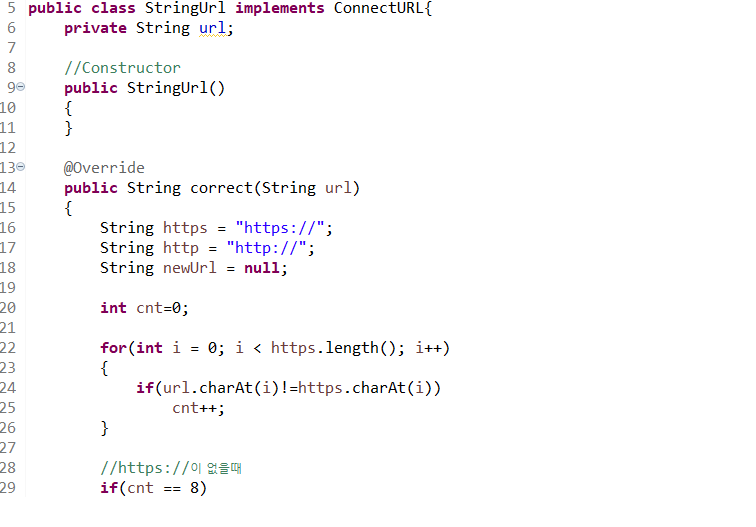 5 public class StringUrl implements ConnectURL{
6 private String url;
7
8 //Constructor
9 public StringUrl()
10 {
11 }
12
13 @Override
14 public String correct(String url)
15 {
16 String https = "https://";
17 String http = "http://";
18 String newUrl = null;
19
20 int cnt=0;
21
22 for(int i = 0; i < https.length(); i++)
23 {
24 if(url.charAt(i)!=https.charAt(i))
25 cnt++;
26 }
27
28 //https://이 없을때
29 if(cnt == 8)